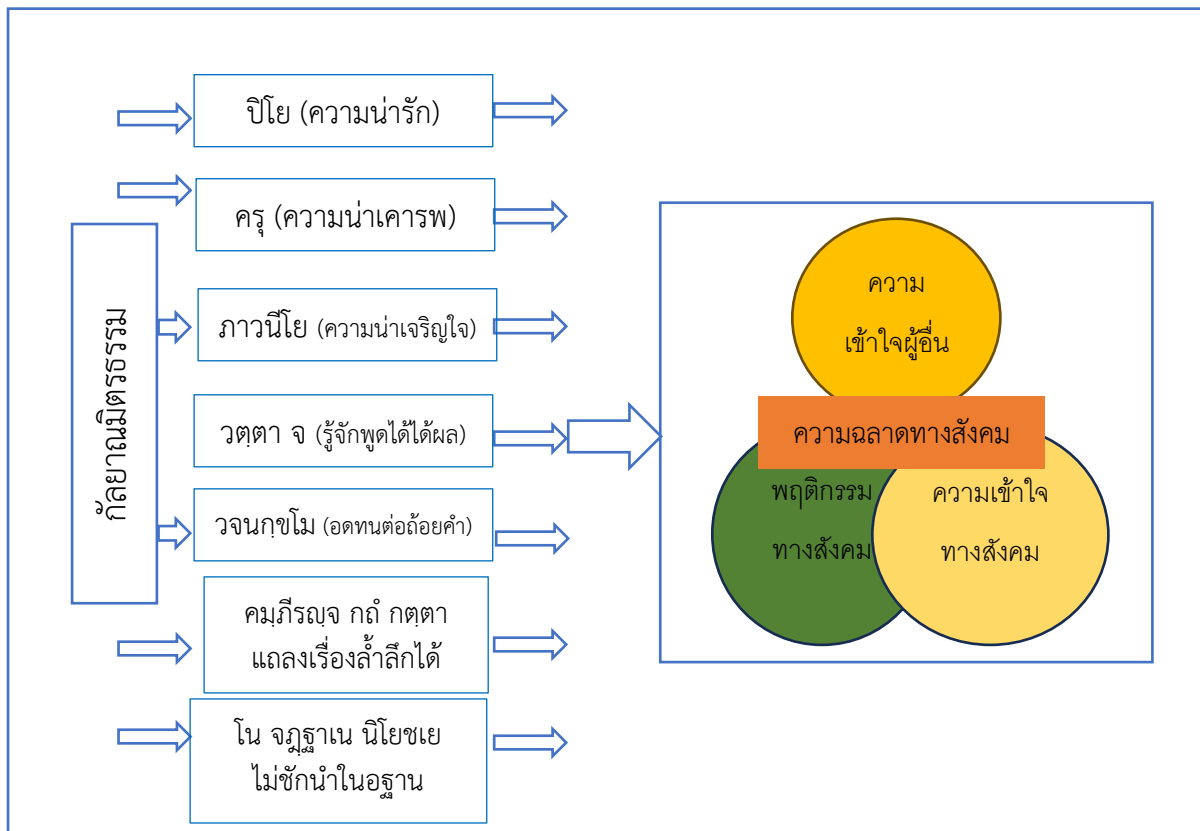 กัลยาณมิตรธรรม
ปิโย (ความน่ารัก)
ครุ (ความน่าเคารพ)
ภาวนีโย (ความน่าเจริญใจ)
วตฺตา จ (รู้จักพูดได้ได้ผล)
วจนกฺขโม (อดทนต่อถ้อยคำ)
คมฺภีรญฺจ กถํ กตฺตา
แถลงเรื่องล้ำลึกได้
โน จฏฺฐาเน นิโยชเย
ไม่ชักนำในอฐาน
ความ
เข้าใจผู้อื่น
ความฉลาดทางสังคม
พฤติกรรม
ทางสังคม
ความเข้าใจ
ทางสังคม